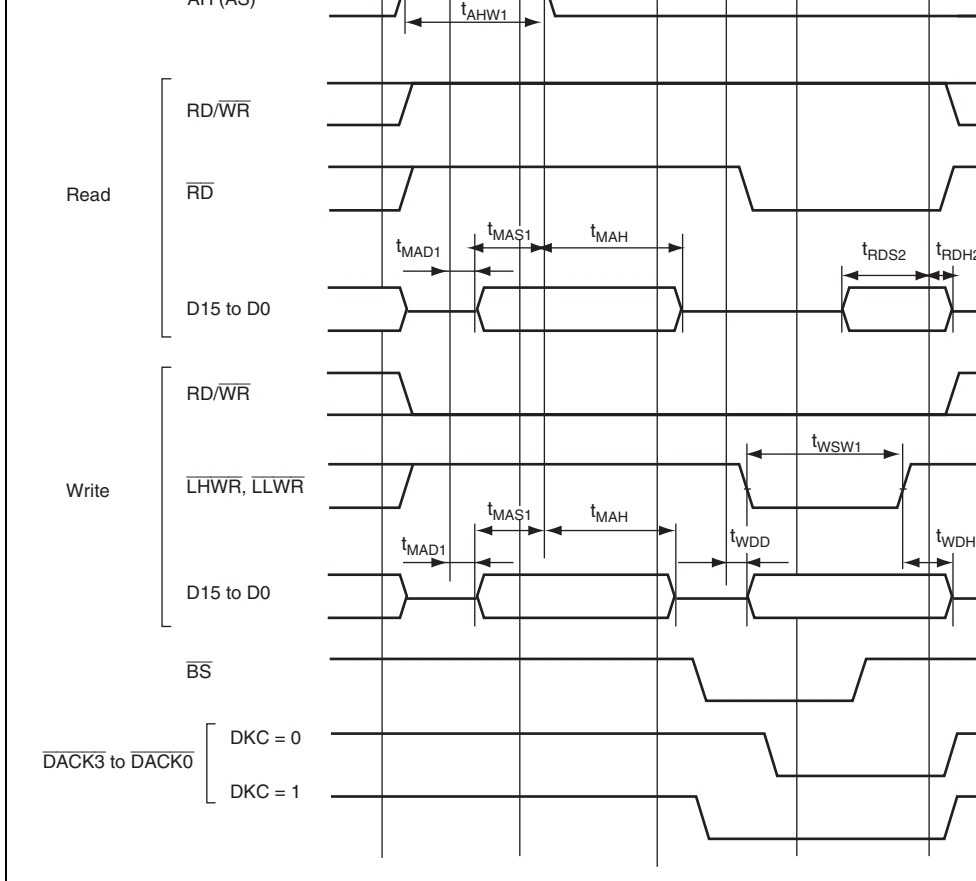 AH (AS)
tAHW1
RD/WR
Read
RD
tMAD1
tMAS1
tMAH
tRDS2
tRDH2
D15 to D0
RD/WR
tWSW1
Write
LHWR, LLWR
tMAD1
tMAS1
tMAH
tWDD
tWDH
D15 to D0
BS
DACK3 to DACK0
DKC = 0
DKC = 1